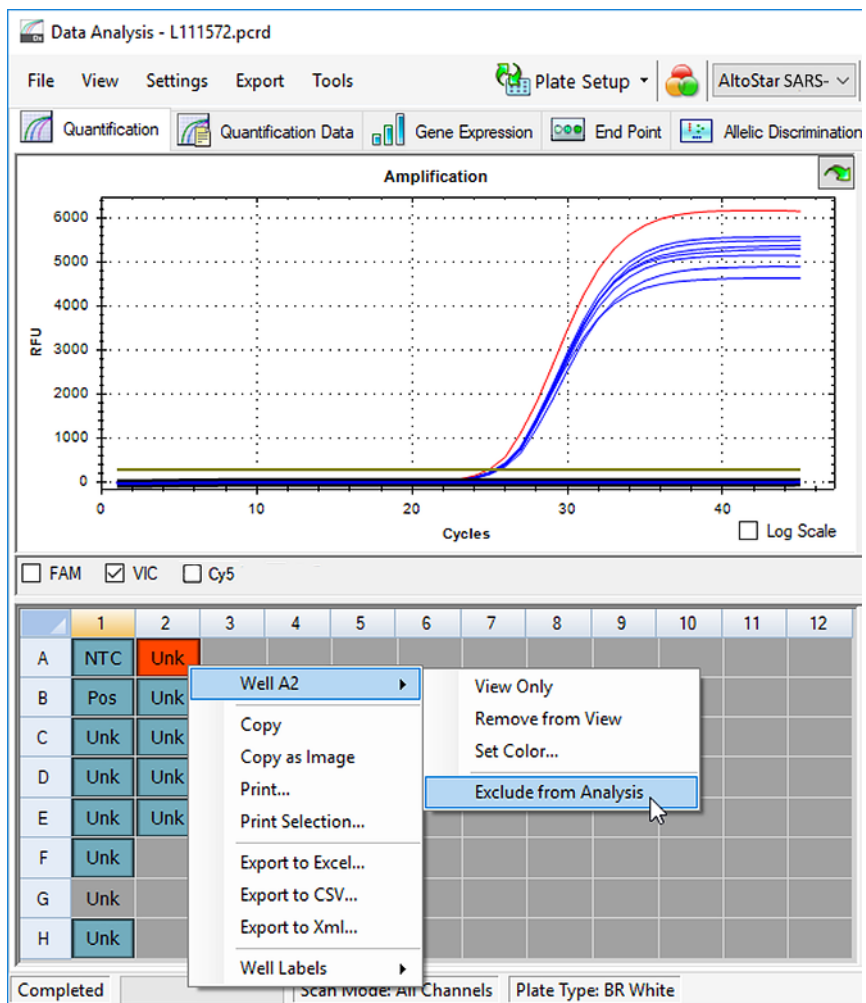 Data Analysis - L111572.pcrd
File View Settings Export Tools Plate Setup AltoStar SARS-
Quantification Quantification Data Gene Expression End Point Allelic Discrimination
Amplification
6000
5000
4000
3000
2000
1000
0
RFU
0 10 20 30 40
Cycles
Log Scale
FAM VIC Cy5
1 2 3 4 5 6 7 8 9 10 11 12
A NTC Unk
B Pos Unk
C Unk Unk
D Unk Unk
E Unk Unk
F Unk
G Unk
H Unk
Well A2
Copy
Copy as Image
Print...
Print Selection...
Export to Excel...
Export to CSV...
Export to Xml...
Well Labels
View Only
Remove from View
Set Color...
Exclude from Analysis
Completed Scan Mode: All Channels Plate Type: BR White